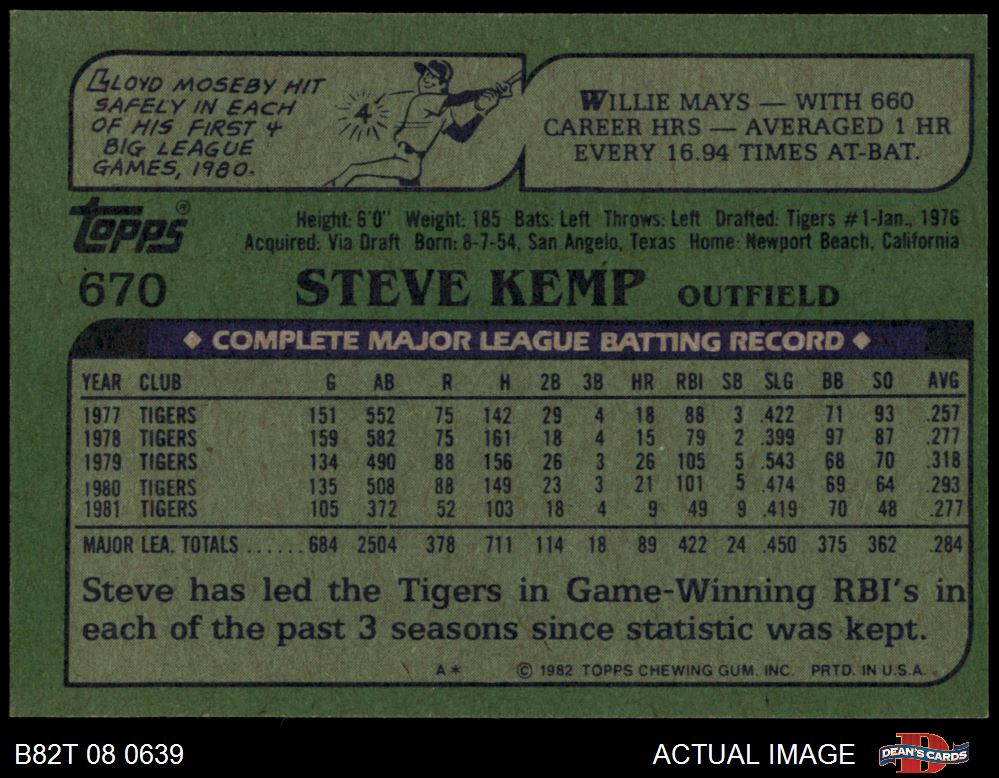 LLOYD MOSEBY HIT
SAFELY IN EACH
OF HIS FIRST 4
BIG LEAGUE
GAMES, 1980.
4
WILLIE MAYS — WITH 660
CAREER HRS — AVERAGED 1 HR
EVERY 16.94 TIMES AT-BAT.
Topps®
Height: 6'0" Weight: 185 Bats: Left Throws: Left Drafted: Tigers #1-Jan., 1976
Acquired: Via Draft Born: 8-7-54, San Angelo, Texas Home: Newport Beach, California
670 STEVE KEMP OUTFIELD
◆ COMPLETE MAJOR LEAGUE BATTING RECORD ◆
YEAR CLUB G AB R H 2B 3B HR RBI SB SLG BB SO AVG
1977 TIGERS 151 552 75 142 29 4 18 88 3 .422 71 93 .257
1978 TIGERS 159 582 75 161 18 4 15 79 2 .399 97 87 .277
1979 TIGERS 134 490 88 156 26 3 26 105 5 .543 68 70 .318
1980 TIGERS 135 508 88 149 23 3 21 101 5 .474 69 64 .293
1981 TIGERS 105 372 52 103 18 4 9 49 9 .419 70 48 .277
MAJOR LEA. TOTALS ...... 684 2504 378 711 114 18 89 422 24 .450 375 362 .284
Steve has led the Tigers in Game-Winning RBI's in
each of the past 3 seasons since statistic was kept.
A* © 1982 TOPPS CHEWING GUM, INC. PRTD. IN U.S.A.
B82T 08 0639 ACTUAL IMAGE D DEAN'S CARDS